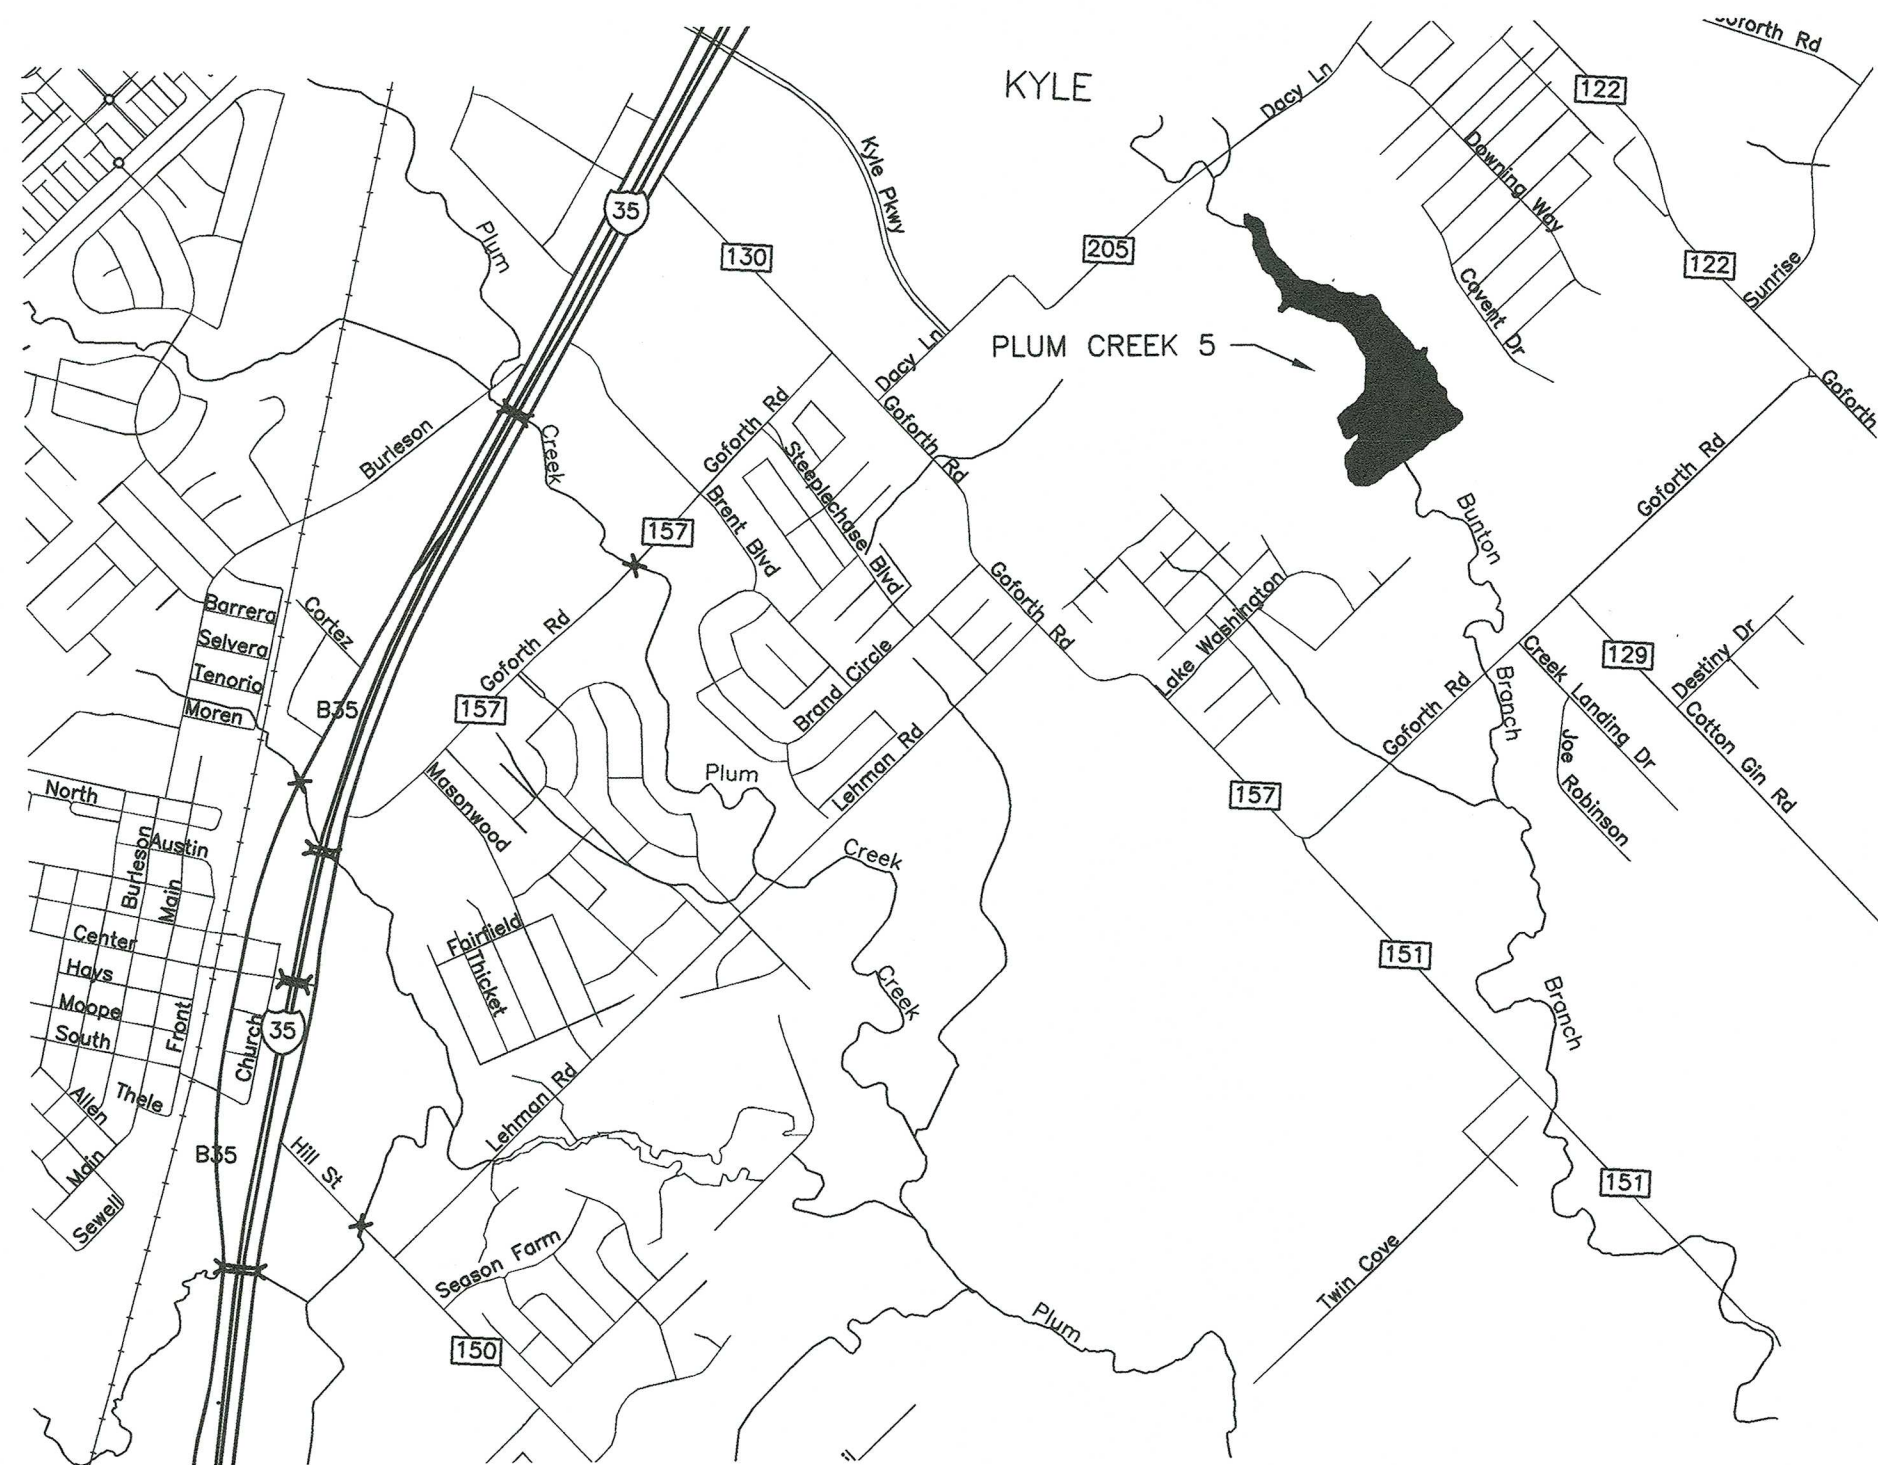 Goforth Rd
KYLE
Dacy Ln
122
Kyle Pkwy
Downing Way
35
Plum
130
205
122
Sunrise
Covent Dr
PLUM CREEK 5
Dacy Ln
Goforth Rd
Goforth Rd
Goforth
Burleson
Creek
Steeplechase Blvd
Goforth Rd
Brent Blvd
157
Bunton
Goforth Rd
Barrera
Cortez
Selvera
Tenorio
Moren
B35
Goforth Rd
157
Brand Circle
Lake Washington
Branch
Goforth Rd
Creek Landing Dr
129
Destiny Dr
Cotton Gin Rd
Joe Robinson
Masonwood
Plum
Lehman Rd
157
North
Austin
Burleson
Main
Creek
Center
Fairfield
Thicket
Hays
Moope
South
Front
Church
35
Creek
151
Branch
Allen
Thele
Lehman Rd
B35
Hill St
Main
Sewell
151
Season Farm
Twin Cove
150
Plum